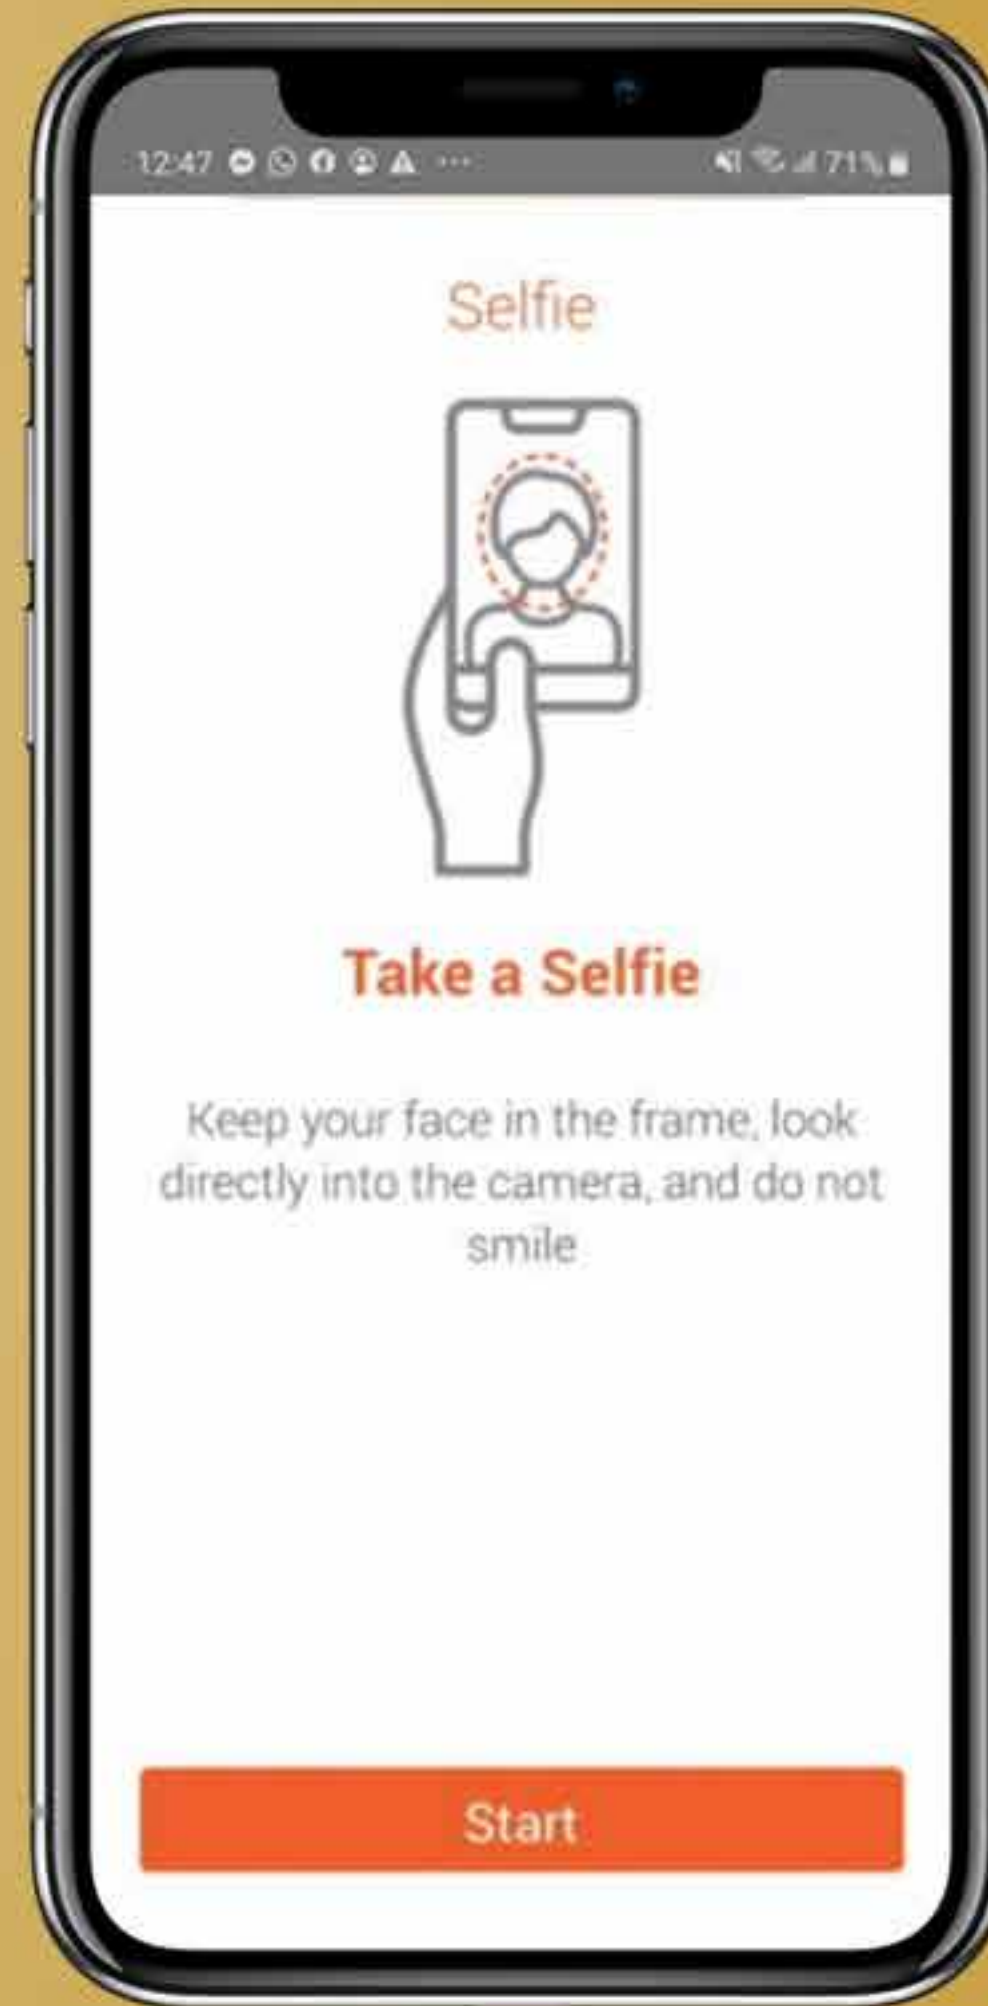 12:47 71%
Selfie
Take a Selfie
Keep your face in the frame, look
directly into the camera, and do not
smile
Start